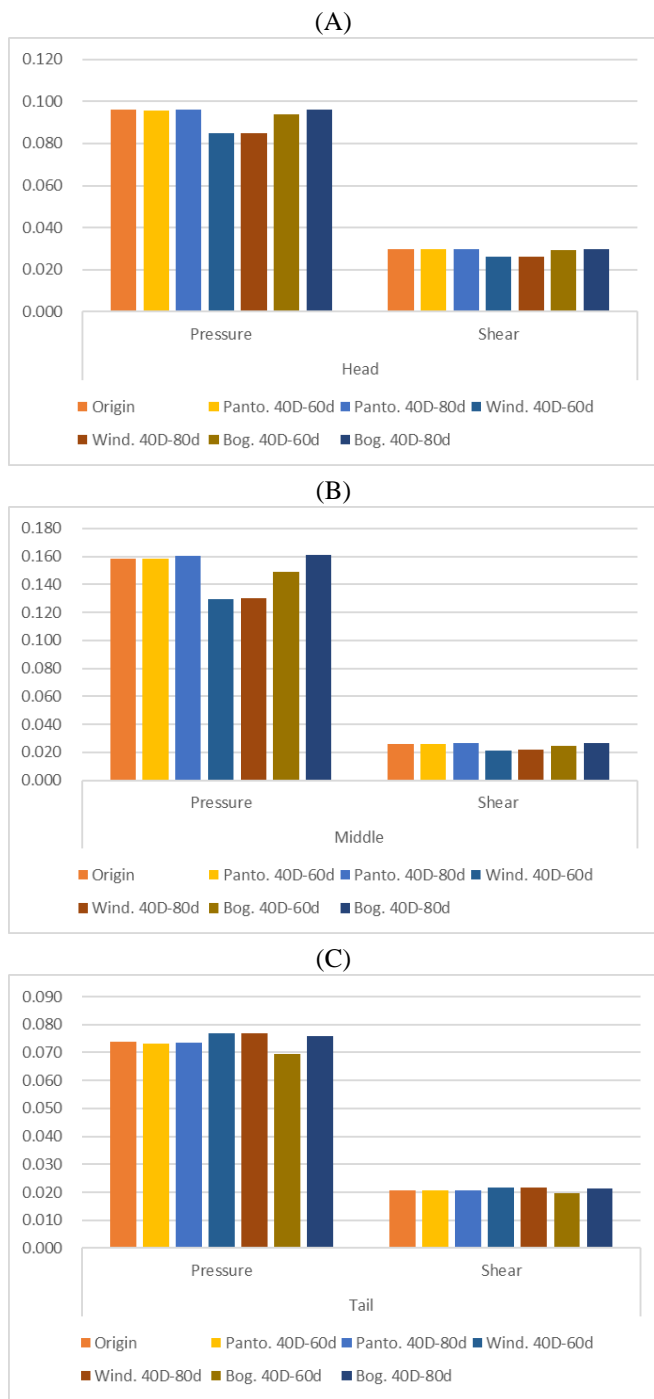 (A)
0.120
0.100
0.080
0.060
0.040
0.020
0.000
Pressure Shear
Head
Origin Panto. 40D-60d Panto. 40D-80d Wind. 40D-60d
Wind. 40D-80d Bog. 40D-60d Bog. 40D-80d
(B)
0.180
0.160
0.140
0.120
0.100
0.080
0.060
0.040
0.020
0.000
Pressure Shear
Middle
Origin Panto. 40D-60d Panto. 40D-80d Wind. 40D-60d
Wind. 40D-80d Bog. 40D-60d Bog. 40D-80d
(C)
0.090
0.080
0.070
0.060
0.050
0.040
0.030
0.020
0.010
0.000
Pressure Shear
Tail
Origin Panto. 40D-60d Panto. 40D-80d Wind. 40D-60d
Wind. 40D-80d Bog. 40D-60d Bog. 40D-80d